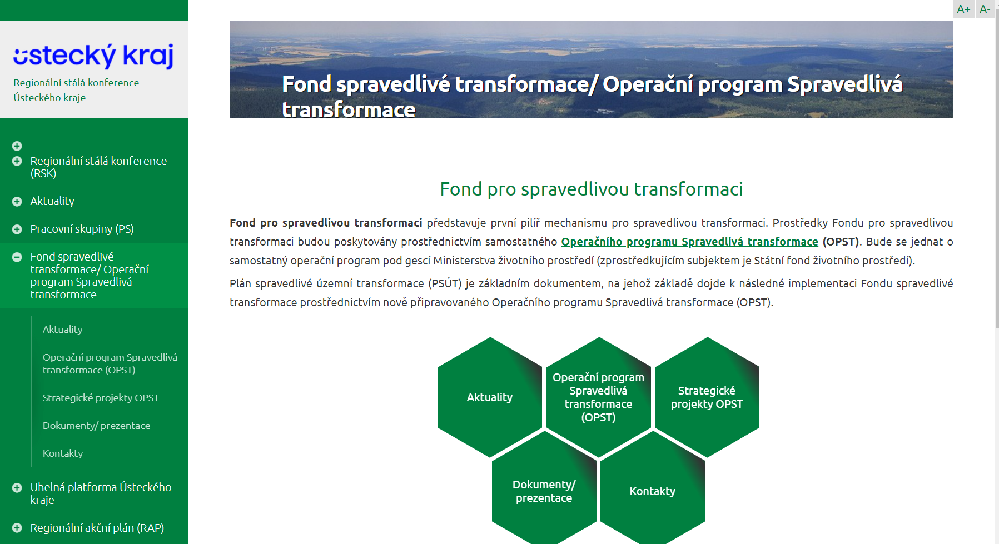 A+ A-
ústecký kraj
Regionální stálá konference
Ústeckého kraje
Regionální stálá konference
(RSK)
Aktuality
Pracovní skupiny (PS)
Fond spravedlivé
transformace/ Operační
program Spravedlivá
transformace
Aktuality
Operační program Spravedlivá
transformace (OPST)
Strategické projekty OPST
Dokumenty/ prezentace
Kontakty
Uhelná platforma Ústeckého
kraje
Regionální akční plán (RAP)
Fond spravedlivé transformace/ Operační program Spravedlivá
transformace
Fond pro spravedlivou transformaci
Fond pro spravedlivou transformaci představuje první pilíř mechanismu pro spravedlivou transformaci. Prostředky Fondu pro spravedlivou
transformaci budou poskytovány prostřednictvím samostatného Operačního programu Spravedlivá transformace (OPST). Bude se jednat o
samostatný operační program pod gescí Ministerstva životního prostředí (zprostředkujícím subjektem je Státní fond životního prostředí).
Plán spravedlivé územní transformace (PSÚT) je základním dokumentem, na jehož základě dojde k následné implementaci Fondu spravedlivé
transformace prostřednictvím nově připravovaného Operačního programu Spravedlivá transformace (OPST).
Aktuality
Operační program
Spravedlivá
transformace
(OPST)
Strategické
projekty OPST
Dokumenty/
prezentace
Kontakty